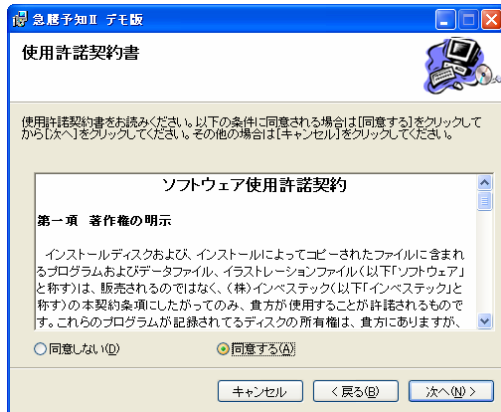 急騰予知Ⅱ デモ版
使用許諾契約書
使用許諾契約書をお読みください。以下の条件に同意される場合は[同意する]をクリックして
から[次へ]をクリックしてください。その他の場合は[キャンセル]をクリックしてください。
ソフトウェア使用許諾契約
第一項 著作権の明示
インストールディスクおよび、インストールによってコピーされたファイルに含まれ
るプログラムおよびデータファイル、イラストレーションファイル(以下「ソフトウェア」
と称す)は、販売されるのではなく、(株)インベステック(以下「インベステック」と
称す)の本契約条項にしたがってのみ、貴方が使用することが許諾されるもので
す。これらのプログラムが記録されてるディスクの所有権は、貴方にありますが、
同意しない(D) 同意する(A)
キャンセル <戻る(B) 次へ(N)>